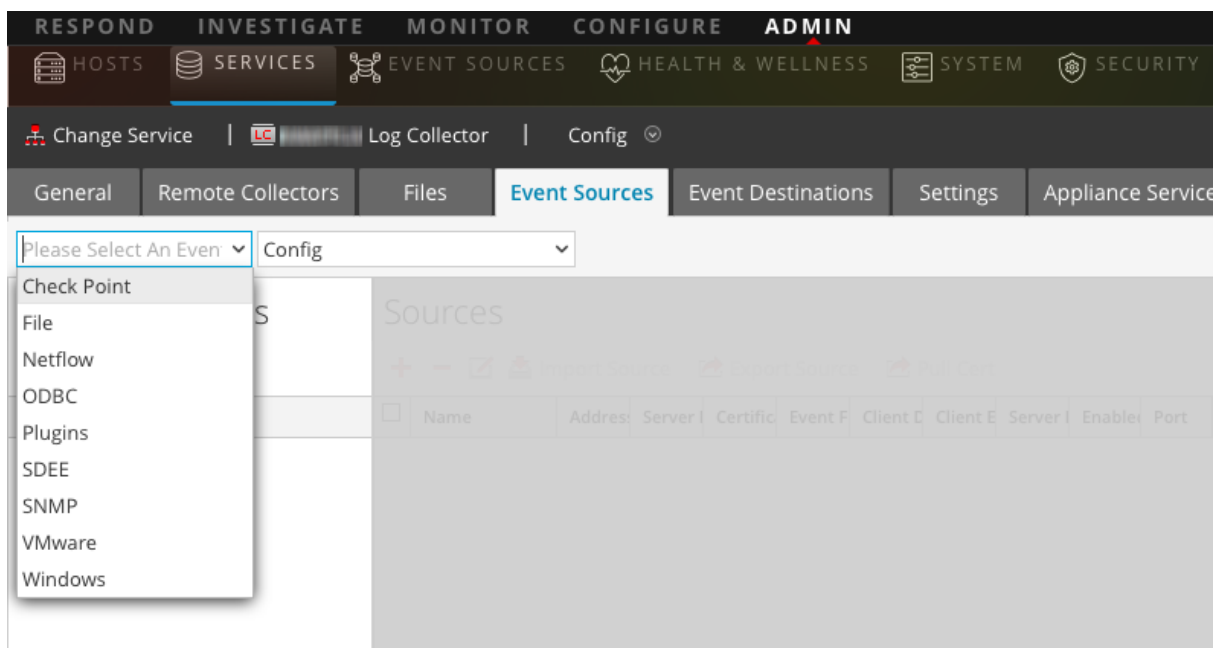 RESPOND INVESTIGATE MONITOR CONFIGURE ADMIN
HOSTS SERVICES EVENT SOURCES HEALTH & WELLNESS SYSTEM SECURITY
Change Service | LC Log Collector | Config
General Remote Collectors Files Event Sources Event Destinations Settings Appliance Service
Please Select An Even Config
Check Point
s Sources
File
Netflow
Import Source Export Source Pull Cert
ODBC
Name Addres Server Certific Event F Client D Client E Server Enable Port
Plugins
SDEE
SNMP
VMware
Windows